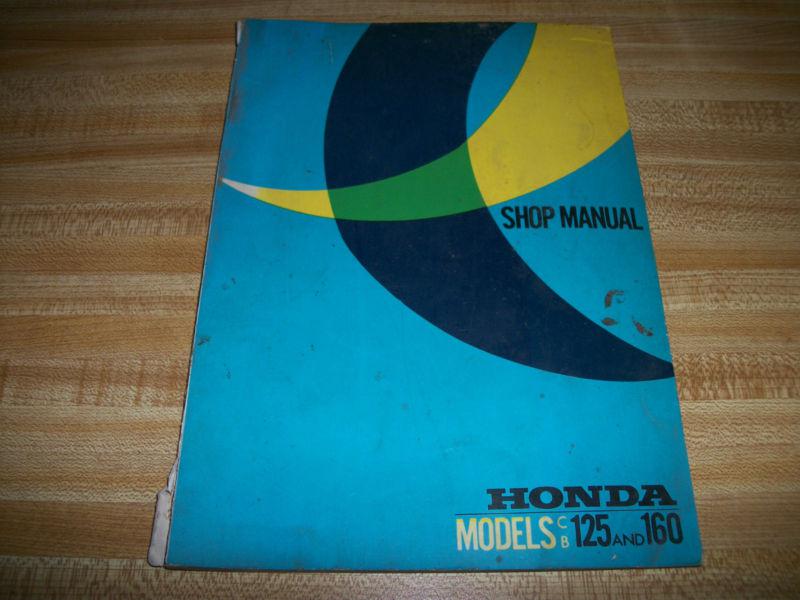 SHOP MANUAL
HONDA
MODELS C B 125 AND 160